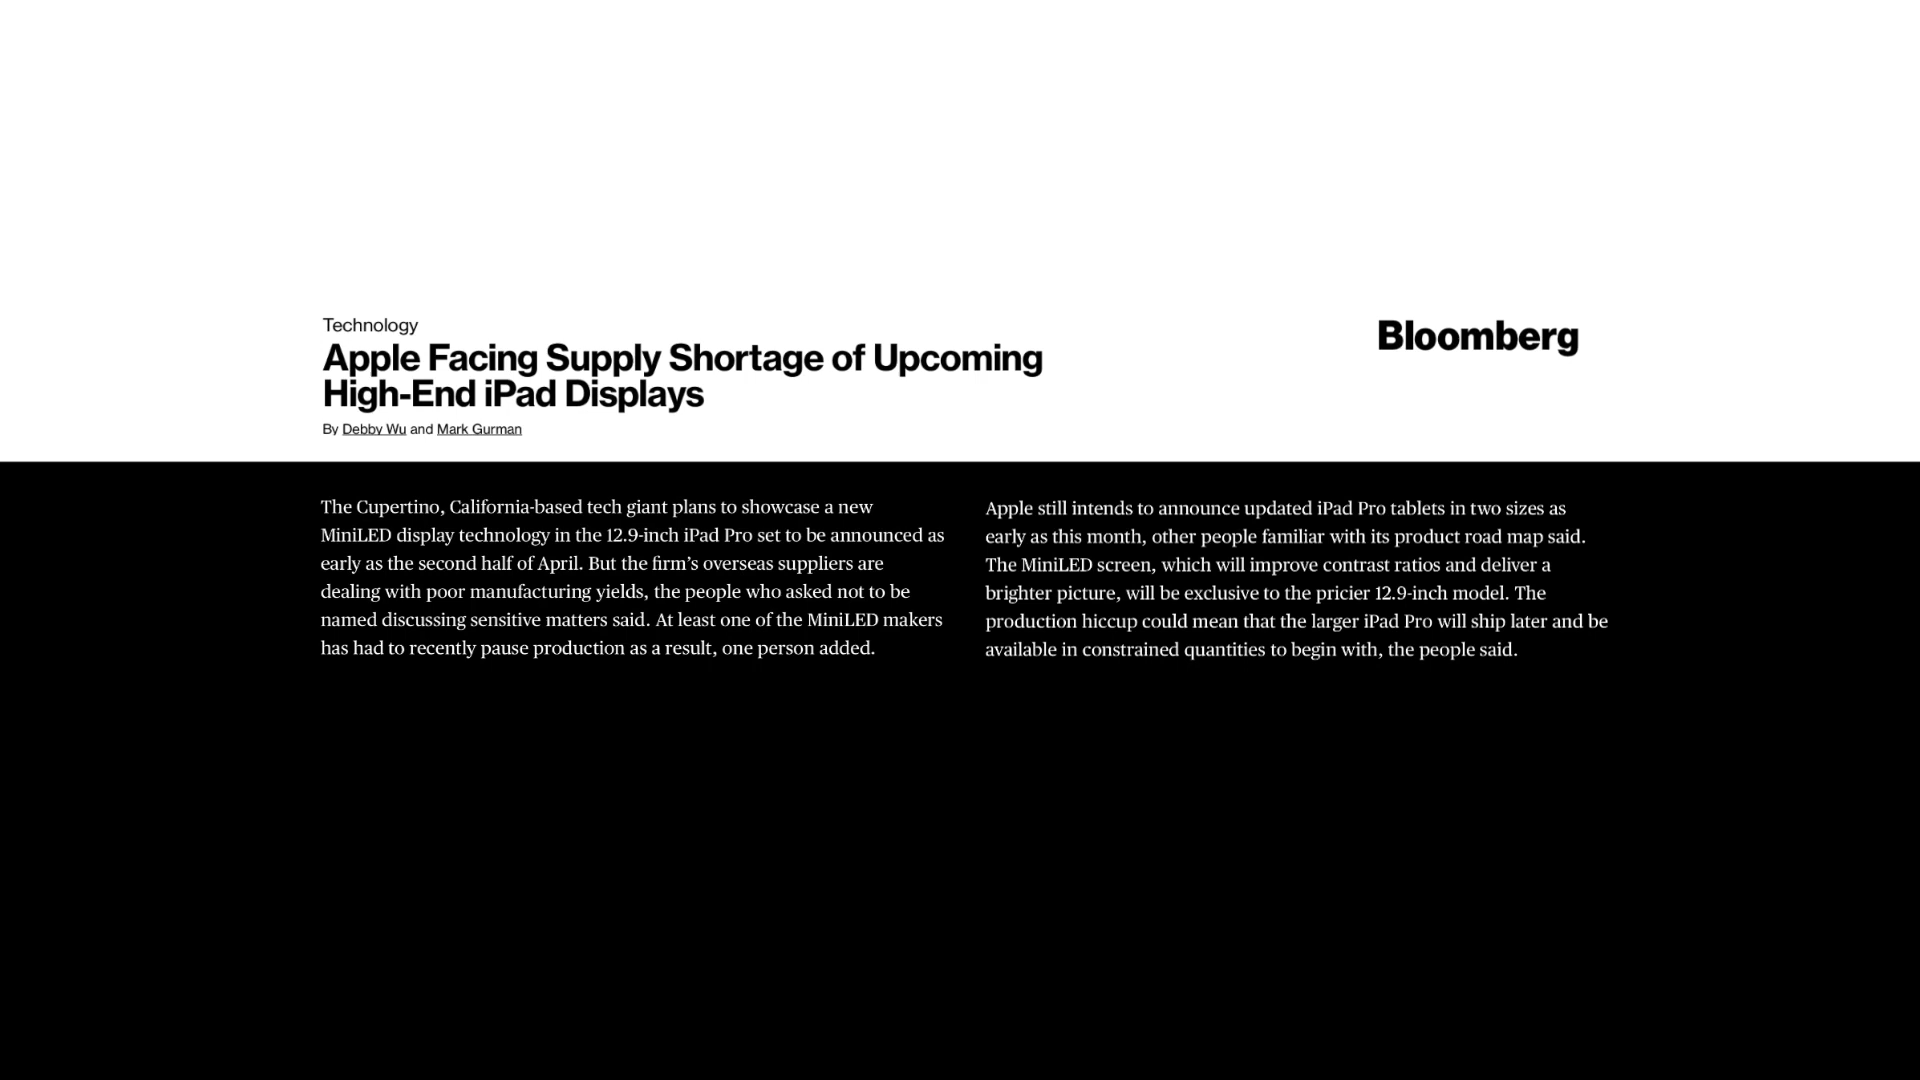 Technology
Apple Facing Supply Shortage of Upcoming
High-End iPad Displays
By Debby Wu and Mark Gurman
Bloomberg
The Cupertino, California-based tech giant plans to showcase a new
MiniLED display technology in the 12.9-inch iPad Pro set to be announced as
early as the second half of April. But the firm’s overseas suppliers are
dealing with poor manufacturing yields, the people who asked not to be
named discussing sensitive matters said. At least one of the MiniLED makers
has had to recently pause production as a result, one person added.
Apple still intends to announce updated iPad Pro tablets in two sizes as
early as this month, other people familiar with its product road map said.
The MiniLED screen, which will improve contrast ratios and deliver a
brighter picture, will be exclusive to the pricier 12.9-inch model. The
production hiccup could mean that the larger iPad Pro will ship later and be
available in constrained quantities to begin with, the people said.